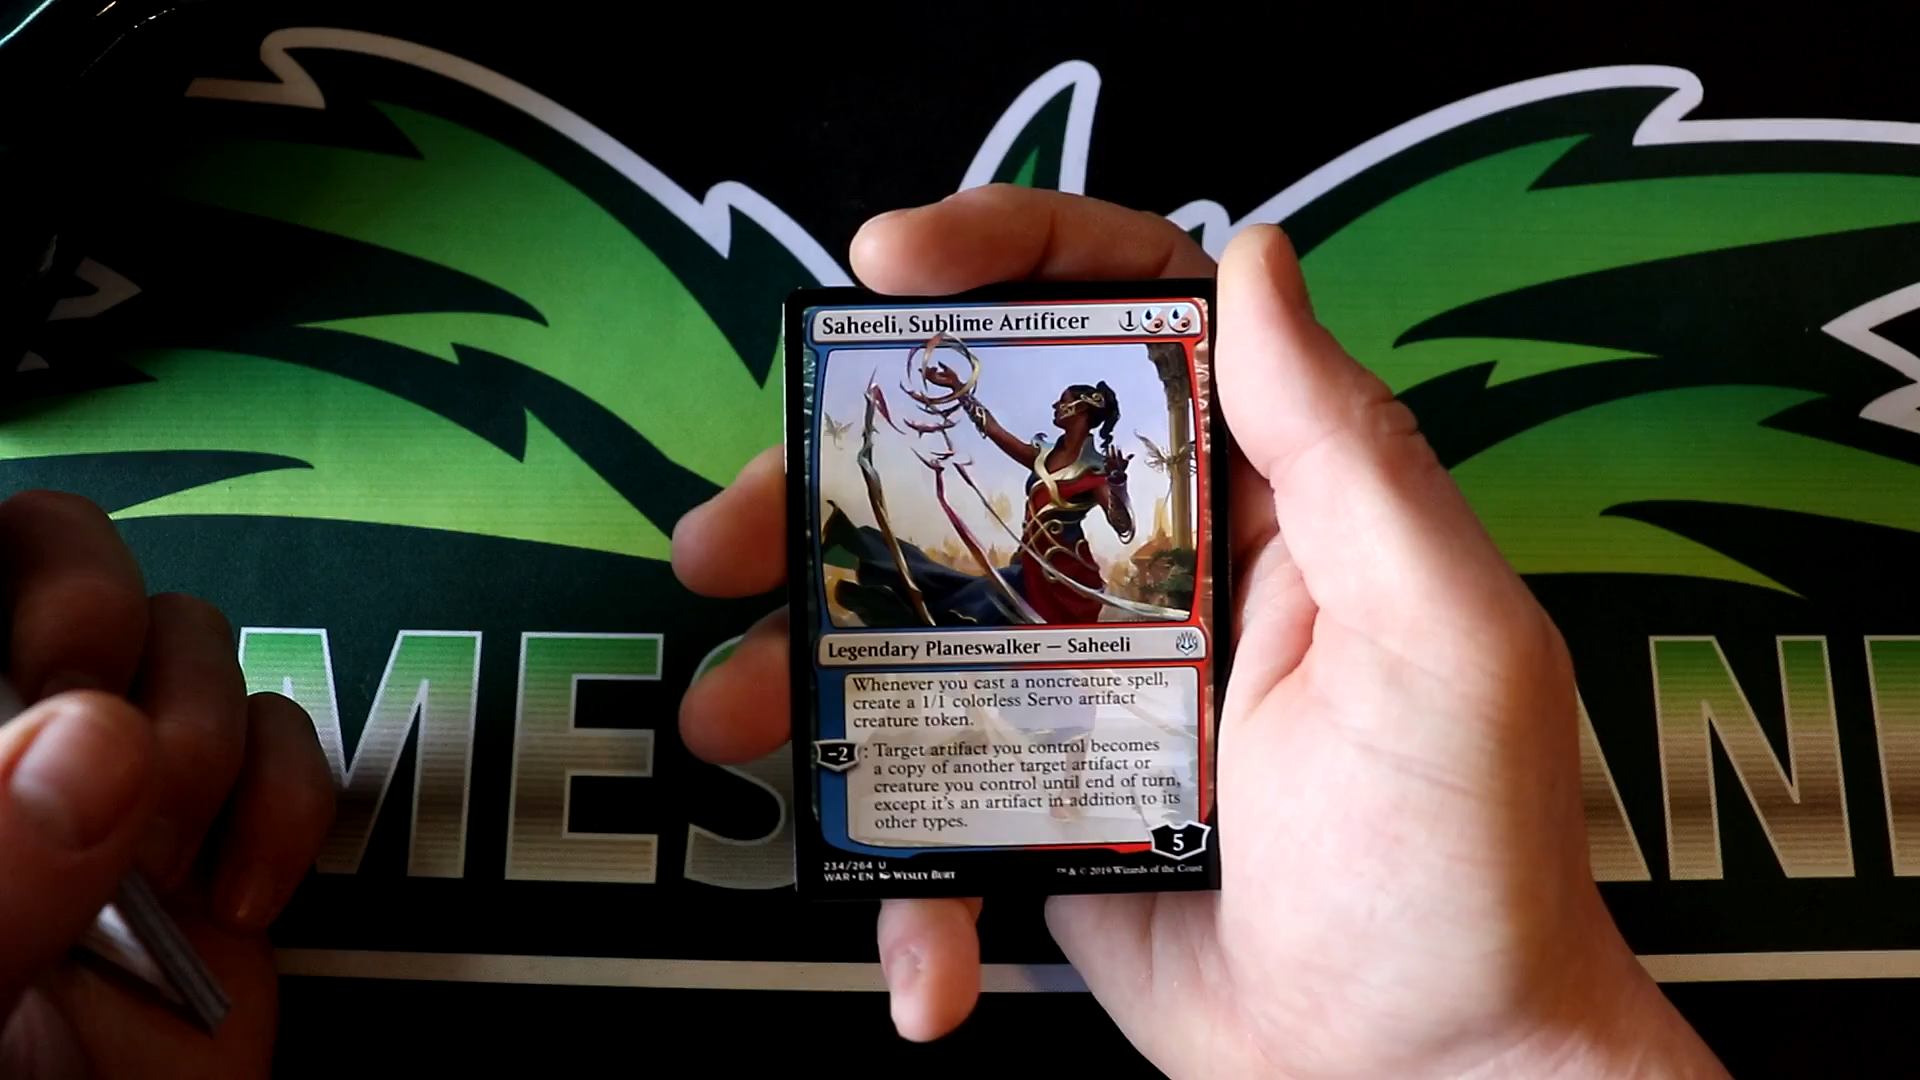 Saheeli, Sublime Artificer 1
Legendary Planeswalker — Saheeli
Whenever you cast a noncreature spell,
create a 1/1 colorless Servo artifact
creature token.
−2: Target artifact you control becomes
a copy of another target artifact or
creature you control until end of turn,
except it's an artifact in addition to its
other types.
5
234/264 U
WAR • EN Wesley Burt
™ & © 2019 Wizards of the Coast
MES
AN